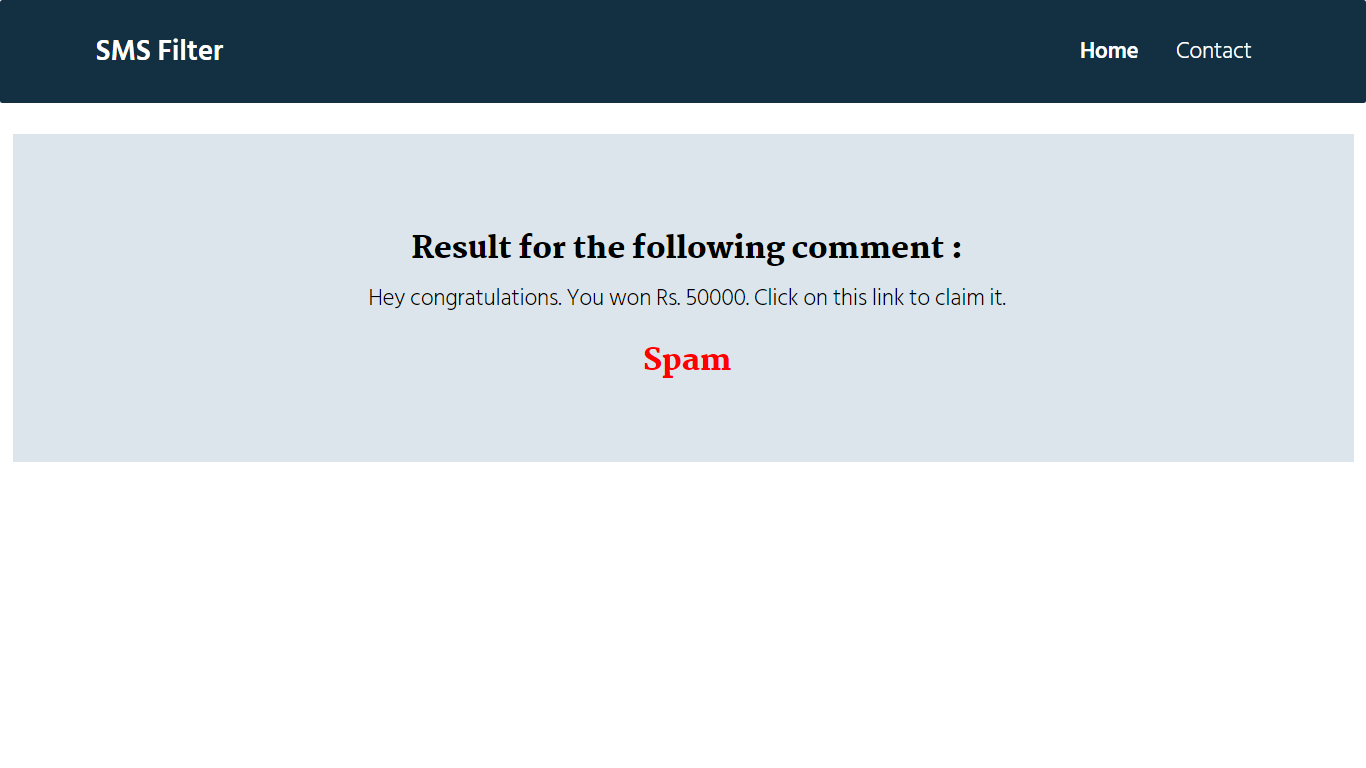 SMS Filter
Home Contact
Result for the following comment :
Hey congratulations. You won Rs. 50000. Click on this link to claim it.
Spam